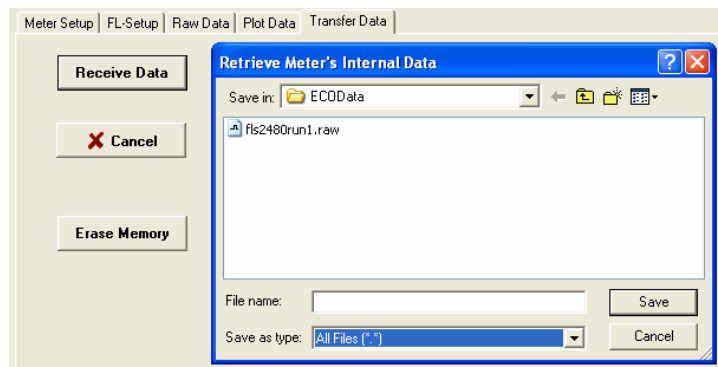 Meter Setup FL-Setup Raw Data Plot Data Transfer Data
Receive Data
Cancel
Erase Memory
Retrieve Meter's Internal Data
Save in: ECOData
fls2480run1.raw
File name:
Save
Save as type: All Files (*.*)
Cancel